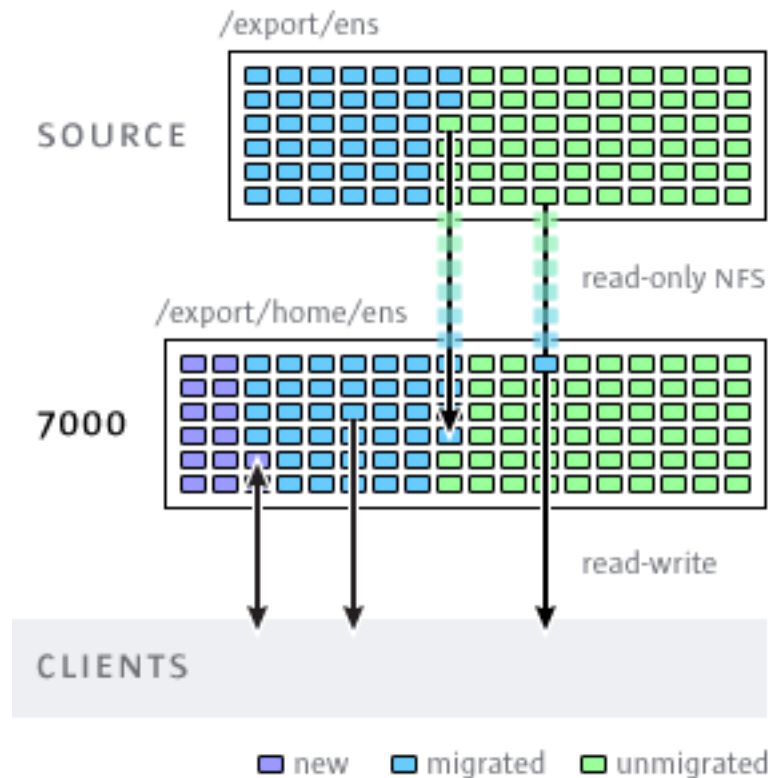 /export/ens
SOURCE
read-only NFS
/export/home/ens
7000
read-write
CLIENTS
new migrated unmigrated